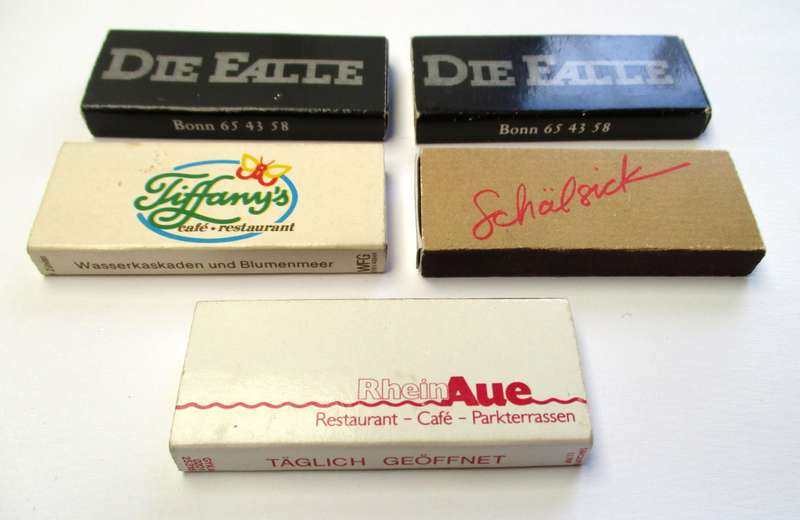 DIE FALLE
Bonn 65 43 58
DIE FALLE
Bonn 65 43 58
Tiffany's
café • restaurant
Wasserkaskaden und Blumenmeer
WFG
Schälsick
RheinAue
Restaurant – Café – Parkterrassen
TÄGLICH GEÖFFNET